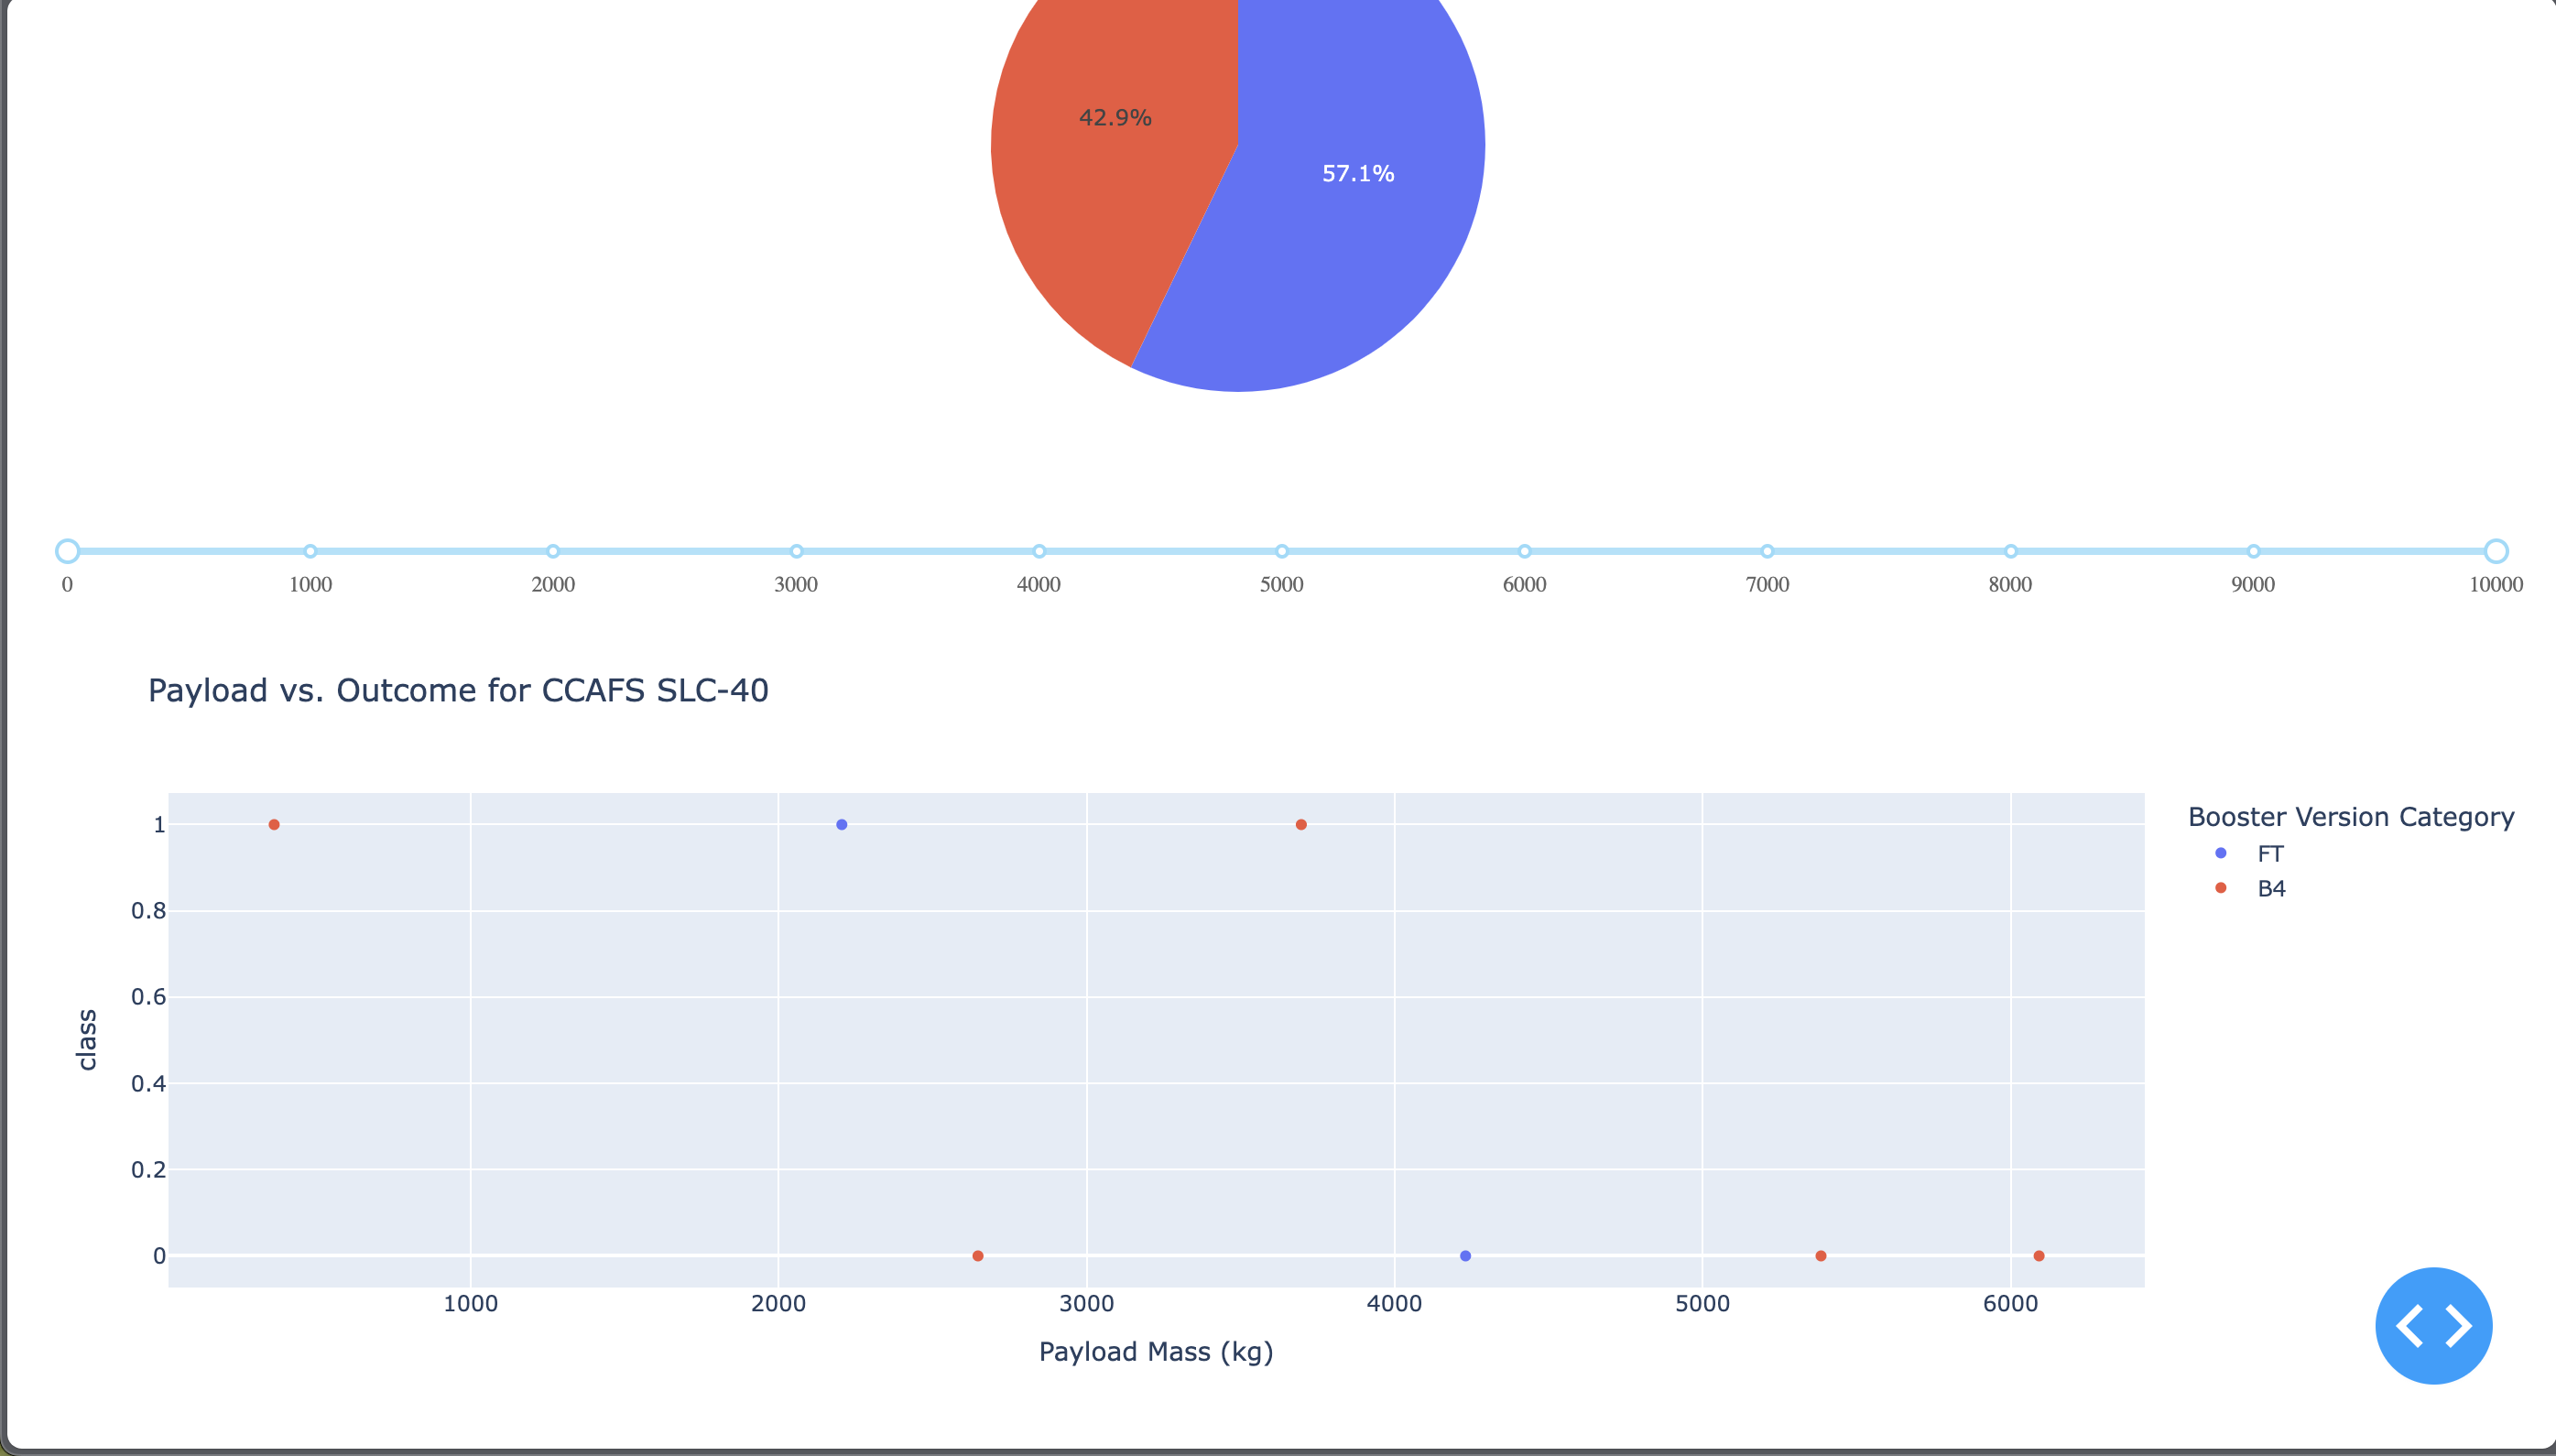 42.9%
57.1%
0 1000 2000 3000 4000 5000 6000 7000 8000 9000 10000
Payload vs. Outcome for CCAFS SLC-40
Booster Version Category
FT
B4
1
0.8
0.6
0.4
0.2
0
class
1000 2000 3000 4000 5000 6000
Payload Mass (kg)